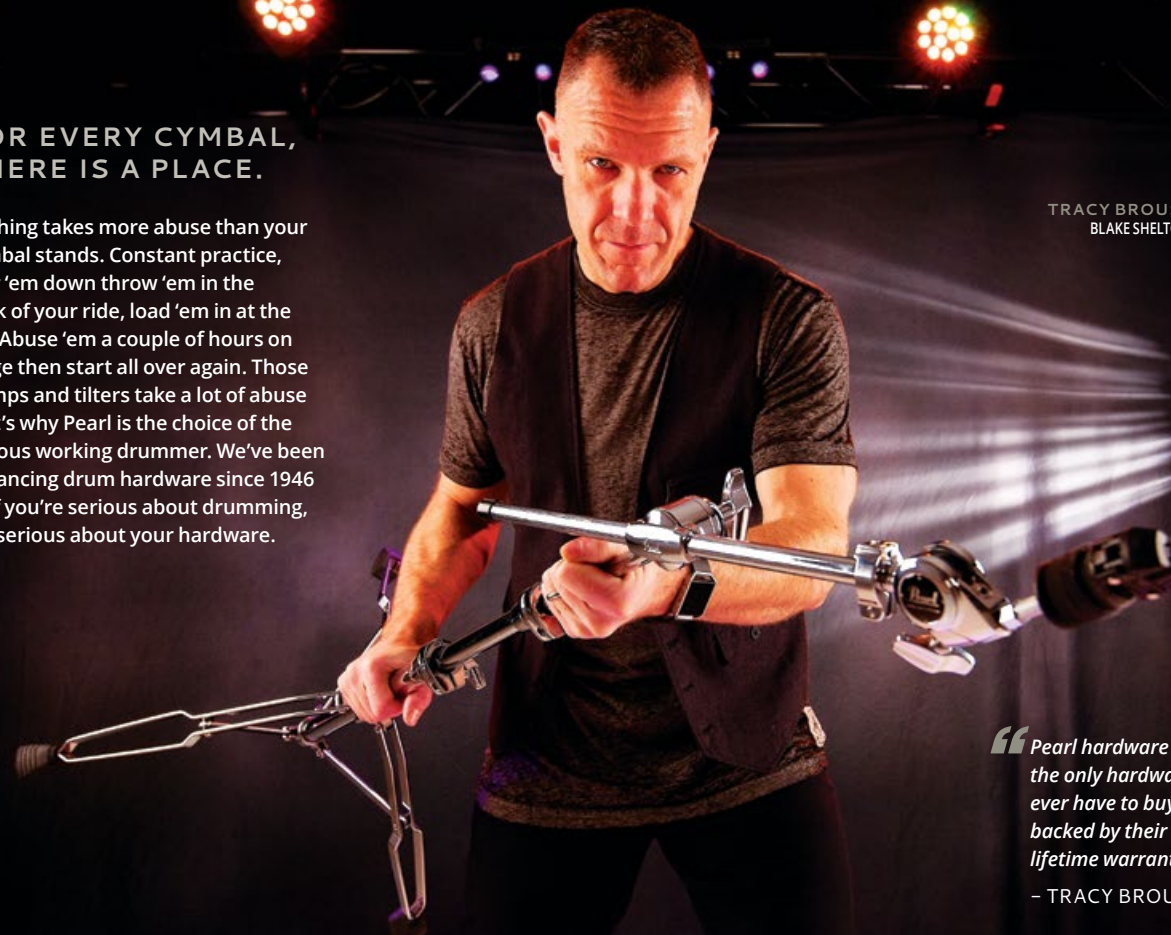 OR EVERY CYMBAL,
HERE IS A PLACE.
hing takes more abuse than your
bal stands. Constant practice,
‘em down throw ‘em in the
k of your ride, load ‘em in at the
Abuse ‘em a couple of hours on
ge then start all over again. Those
mps and tilters take a lot of abuse
t’s why Pearl is the choice of the
ous working drummer. We’ve been
ancing drum hardware since 1946
f you’re serious about drumming,
serious about your hardware.
TRACY BROU
BLAKE SHELT
Pearl
“ Pearl hardware
the only hardwa
ever have to buy
backed by their
lifetime warran
– TRACY BROU